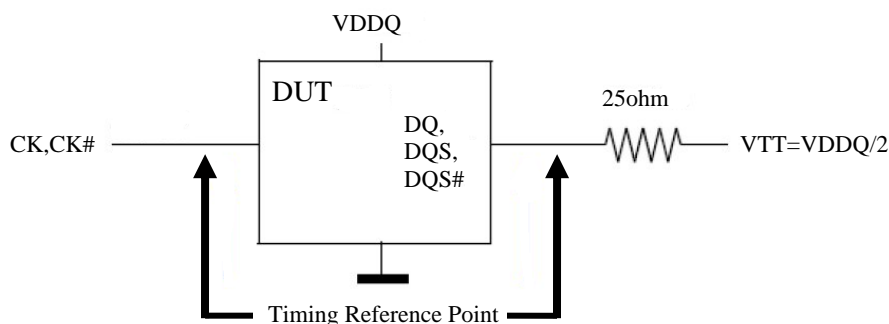 VDDQ
DUT
25ohm
DQ,
CK,CK#
DQS,
VTT=VDDQ/2
DQS#
Timing Reference Point